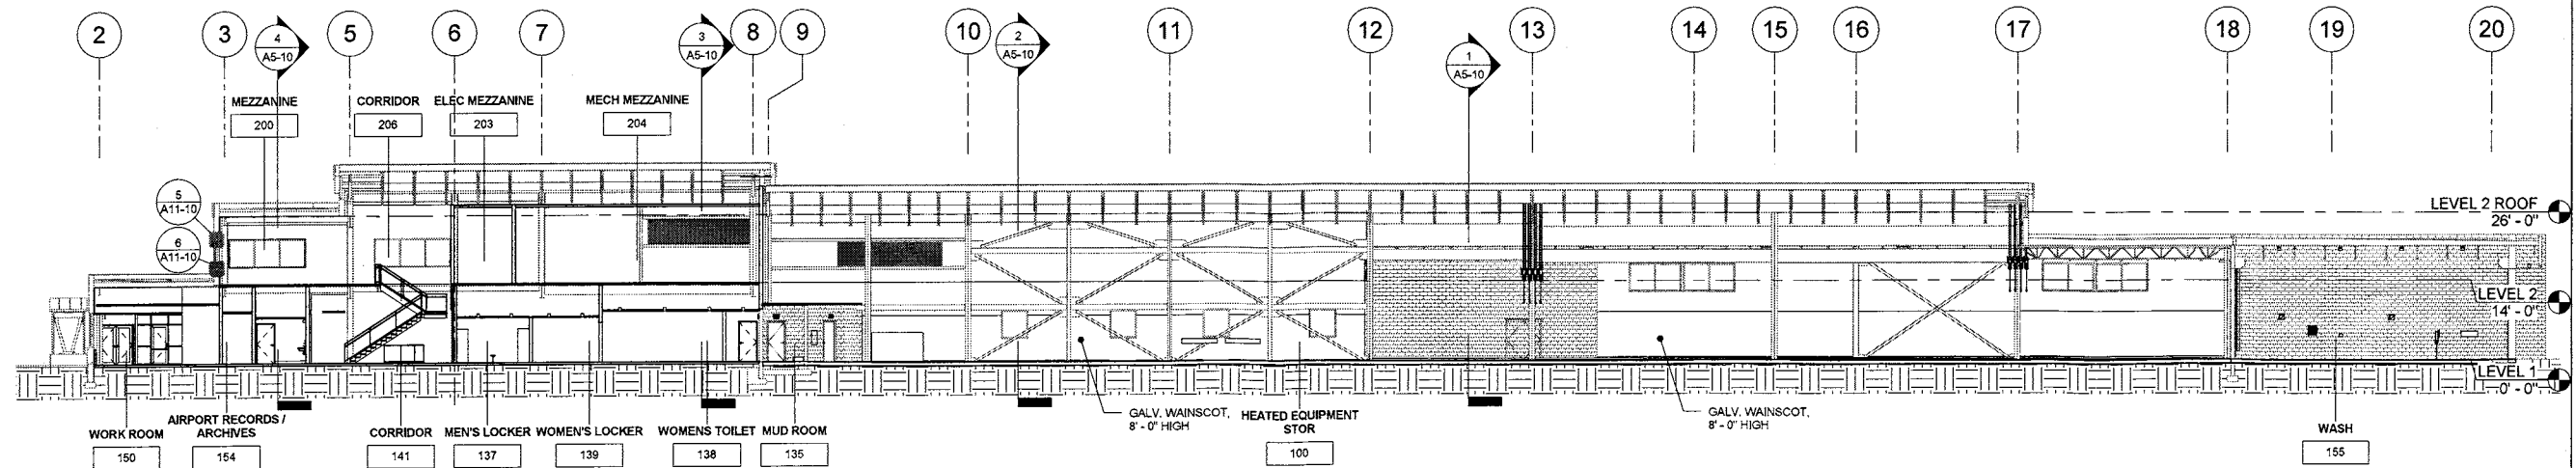 2 3 5 6 7 8 9 10 11 12 13 14 15 16 17 18 19 20
4
A5-10
3
A5-10
2
A5-10
1
A5-10
MEZZANINE
200
CORRIDOR
206
ELEC MEZZANINE
203
MECH MEZZANINE
204
5
A11-10
6
A11-10
LEVEL 2 ROOF
26' - 0"
LEVEL 2
14' - 0"
LEVEL 1
0' - 0"
WORK ROOM
150
AIRPORT RECORDS /
ARCHIVES
154
CORRIDOR
141
MEN'S LOCKER
137
WOMEN'S LOCKER
139
WOMENS TOILET
138
MUD ROOM
135
GALV. WAINSCOT,
8' - 0" HIGH
HEATED EQUIPMENT
STOR
100
GALV. WAINSCOT,
8' - 0" HIGH
WASH
155